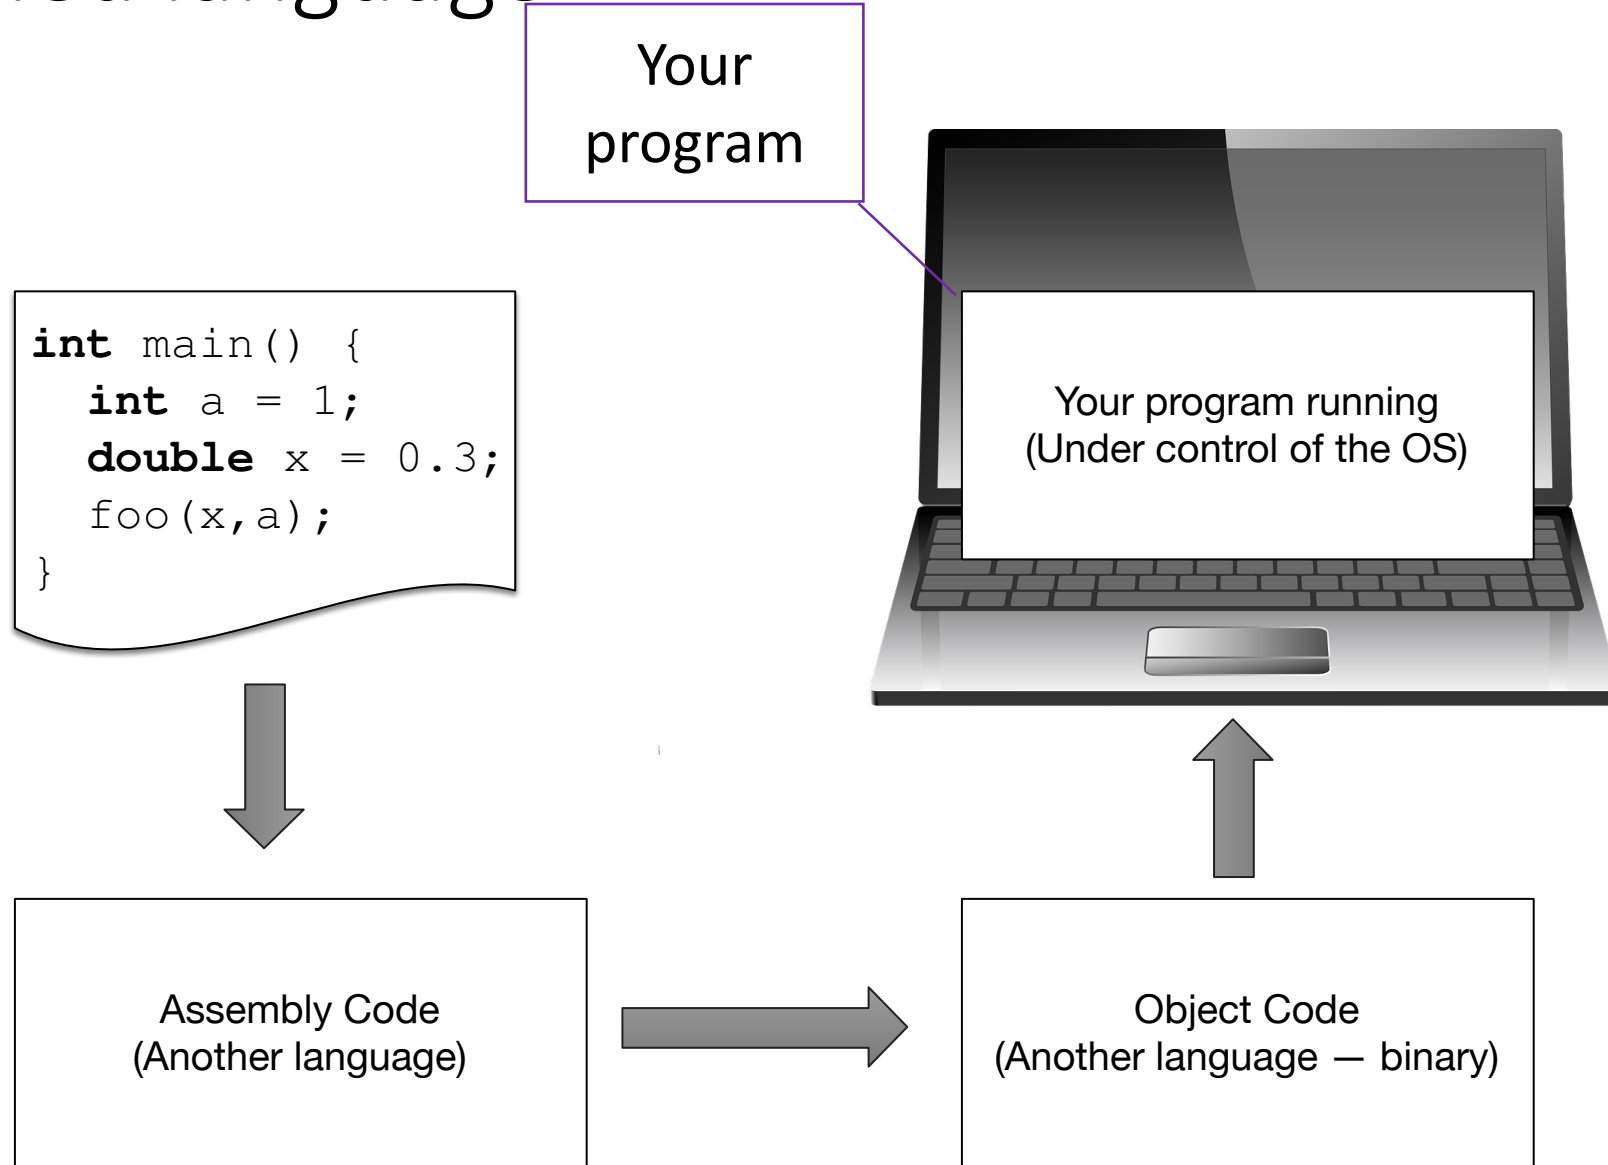 language
Your
program
int main() {
int a = 1;
double x = 0.3;
foo(x,a);
}
Your program running
(Under control of the OS)
Assembly Code
(Another language)
Object Code
(Another language — binary)